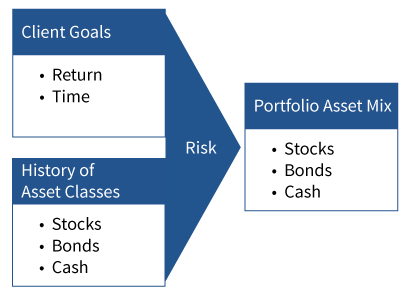 Client Goals
• Return
• Time
History of
Asset Classes
• Stocks
• Bonds
• Cash
Risk
Portfolio Asset Mix
• Stocks
• Bonds
• Cash